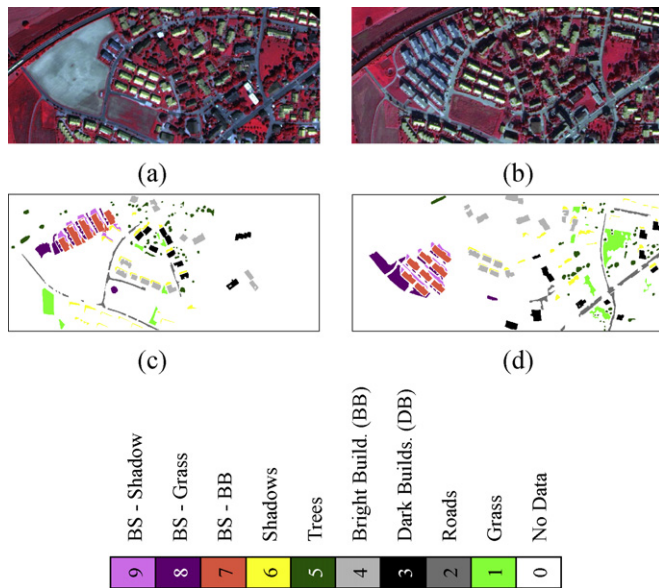 (a)
(b)
(c)
(d)
BS - Shadow
BS - Grass
BS - BB
Shadows
Trees
Bright Build. (BB)
Dark Builds. (DB)
Roads
Grass
No Data
9
8
7
6
5
4
3
2
1
0